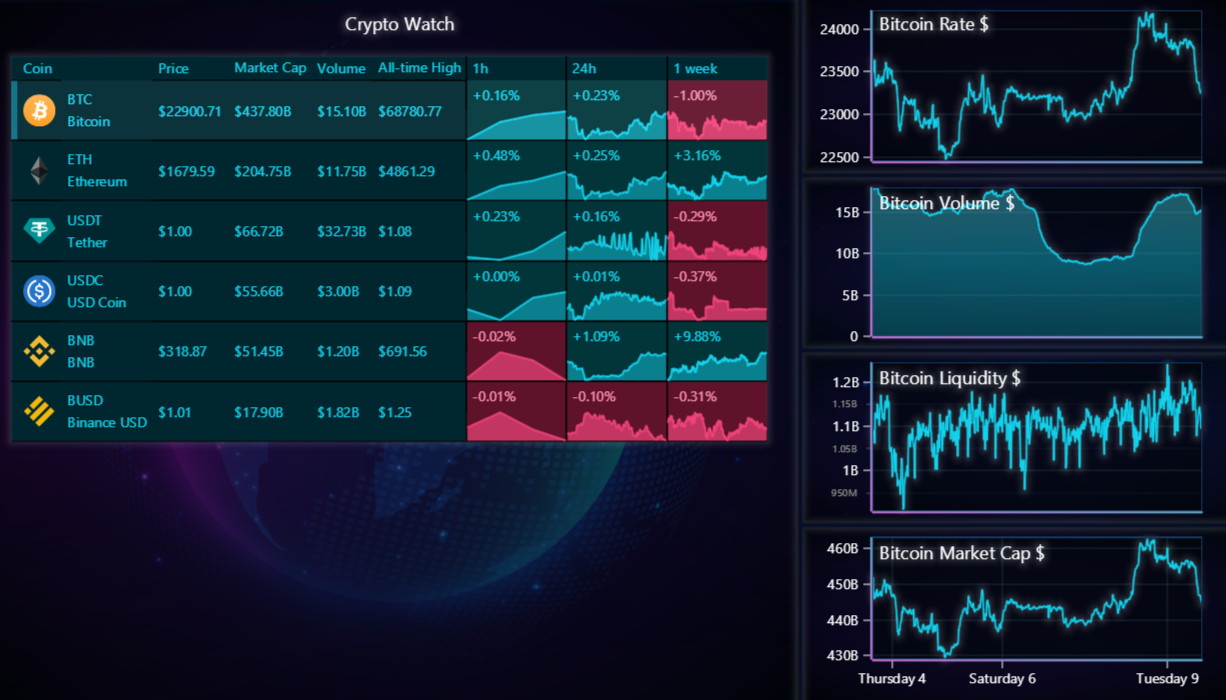 Crypto Watch
Coin Price Market Cap Volume All-time High 1h 24h 1 week
BTC
Bitcoin
$22900.71 $437.80B $15.10B $68780.77 +0.16% +0.23% -1.00%
ETH
Ethereum
$1679.59 $204.75B $11.75B $4861.29 +0.48% +0.25% +3.16%
USDT
Tether
$1.00 $66.72B $32.73B $1.08 +0.23% +0.16% -0.29%
USDC
USD Coin
$1.00 $55.66B $3.00B $1.09 +0.00% +0.01% -0.37%
BNB
BNB
$318.87 $51.45B $1.20B $691.56 -0.02% +1.09% +9.88%
BUSD
Binance USD
$1.01 $17.90B $1.82B $1.25 -0.01% -0.10% -0.31%
Bitcoin Rate $
24000
23500
23000
22500
Bitcoin Volume $
15B
10B
5B
0
Bitcoin Liquidity $
1.2B
1.15B
1.1B
1.05B
1B
950M
Bitcoin Market Cap $
460B
450B
440B
430B
Thursday 4 Saturday 6 Tuesday 9